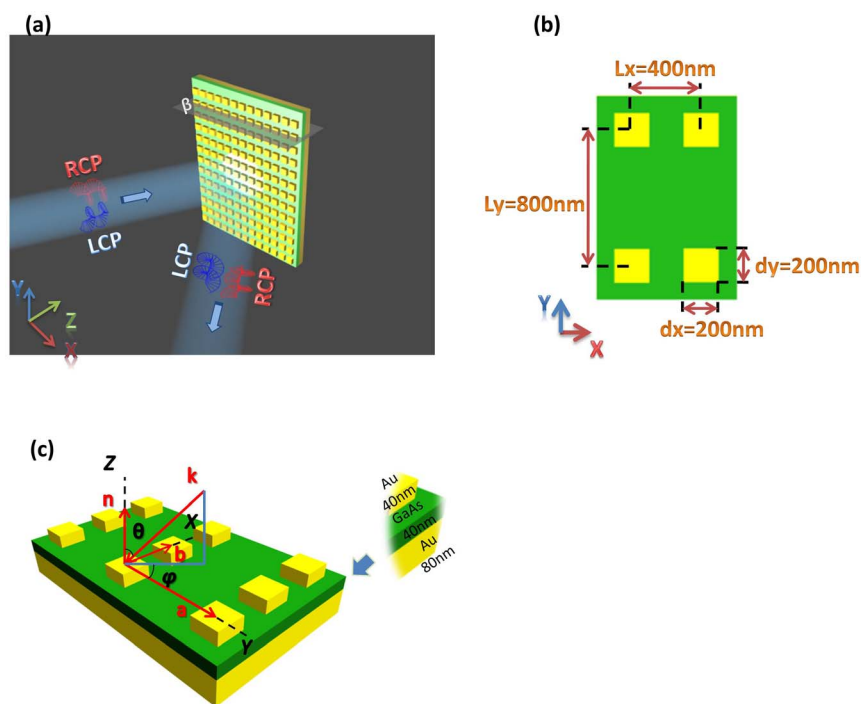 (a)
β
RCP
LCP
LCP
RCP
Y
Z
X
(b)
Lx=400nm
Ly=800nm
dy=200nm
dx=200nm
Y
X
(c)
Z
k
n
θ
X
b
φ
a
Y
Au
40nm
GaAs
40nm
Au
80nm